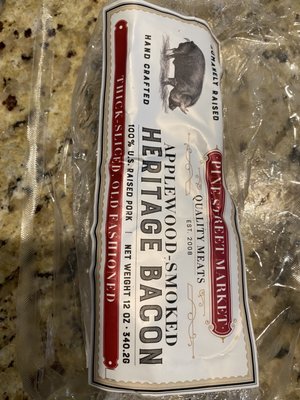 PINE STREET MARKET
QUALITY MEATS
EST. 2008
APPLEWOOD-SMOKED
HERITAGE BACON
100% U.S. RAISED PORK | NET WEIGHT 12 OZ · 340.2G
THICK-SLICED, OLD FASHIONED
HAND CRAFTED
HUMANELY RAISED